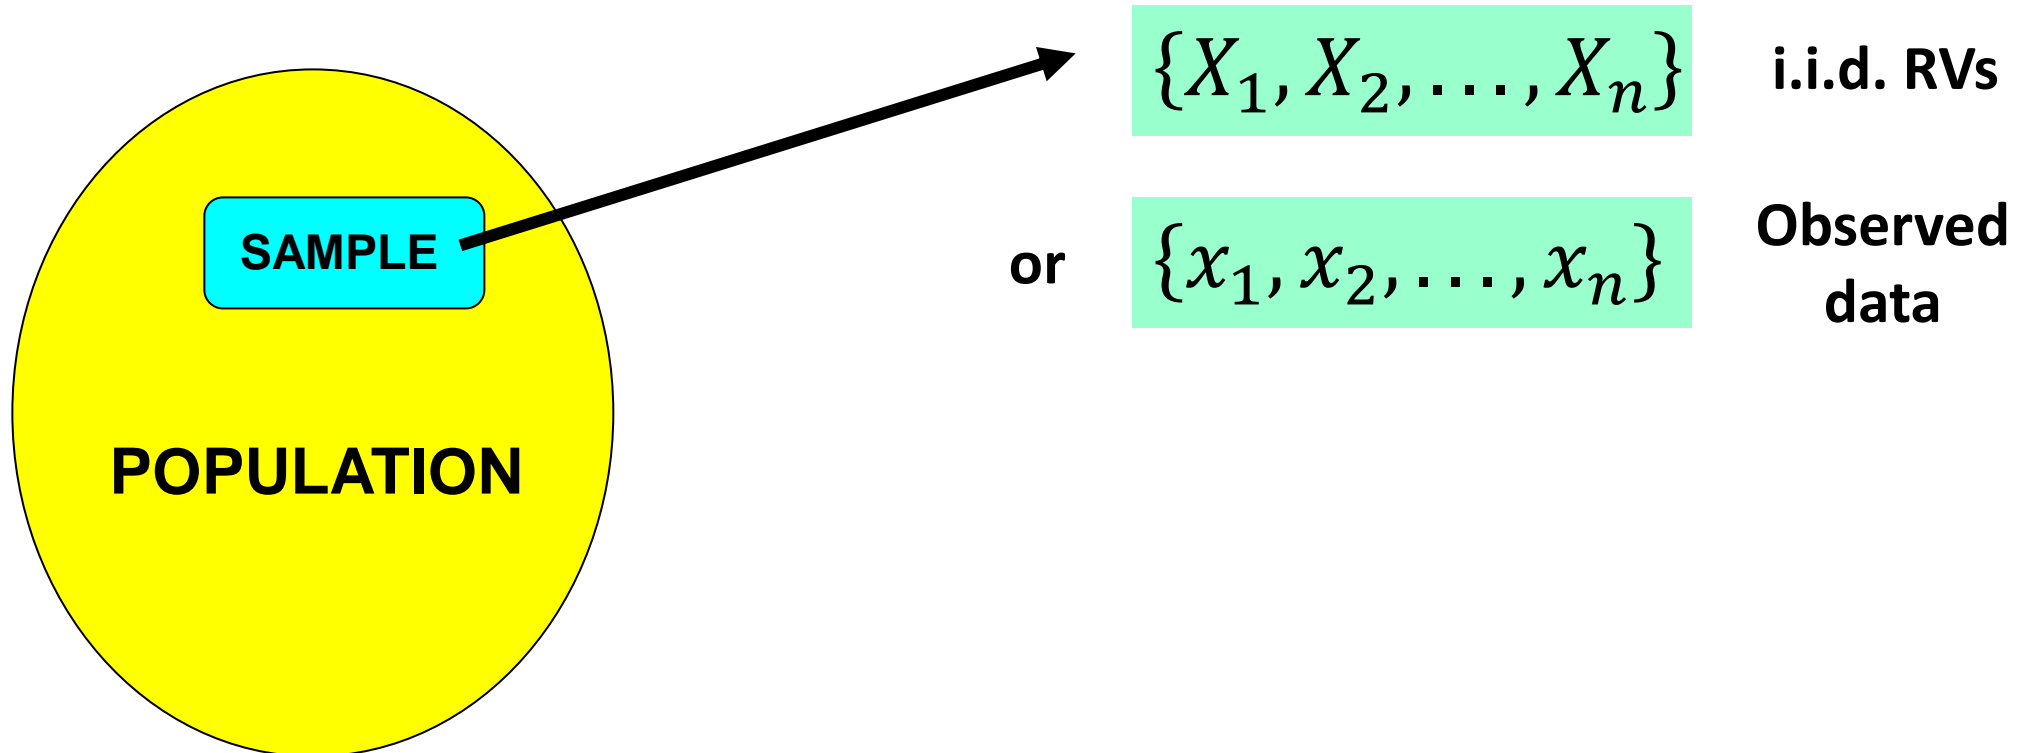 {X₁, X₂, . . . , Xₙ} i.i.d. RVs
SAMPLE
or {x₁, x₂, . . . , xₙ} Observed
data
POPULATION